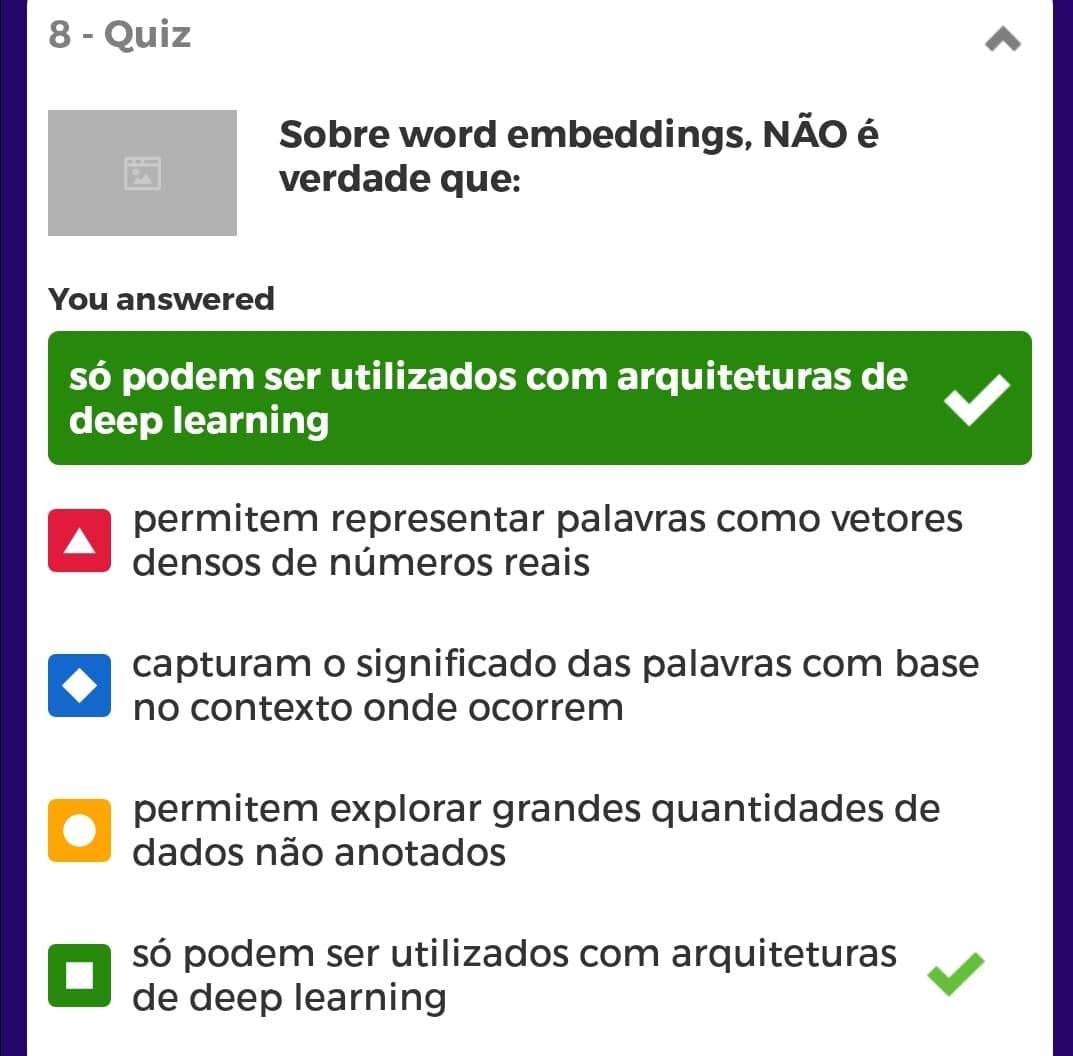 8 - Quiz
Sobre word embeddings, NÃO é
verdade que:
You answered
só podem ser utilizados com arquiteturas de
deep learning
permitem representar palavras como vetores
densos de números reais
capturam o significado das palavras com base
no contexto onde ocorrem
permitem explorar grandes quantidades de
dados não anotados
só podem ser utilizados com arquiteturas
de deep learning